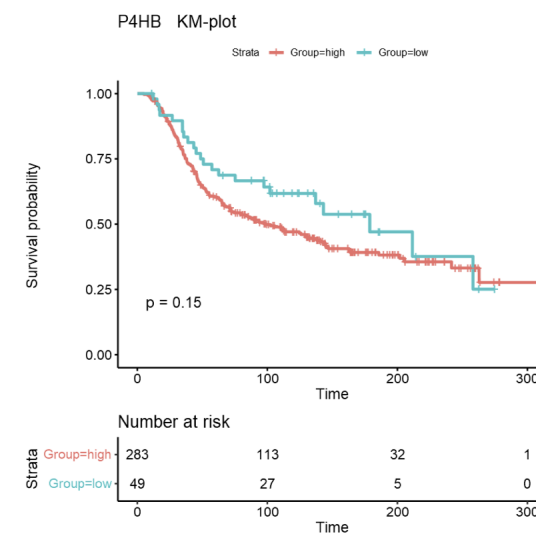 P4HB KM-plot
Strata Group=high Group=low
Survival probability
1.00
0.75
0.50
0.25
0.00
p = 0.15
0 100 200 300
Time
Number at risk
Strata
Group=high 283 113 32 1
Group=low 49 27 5 0
0 100 200 300
Time